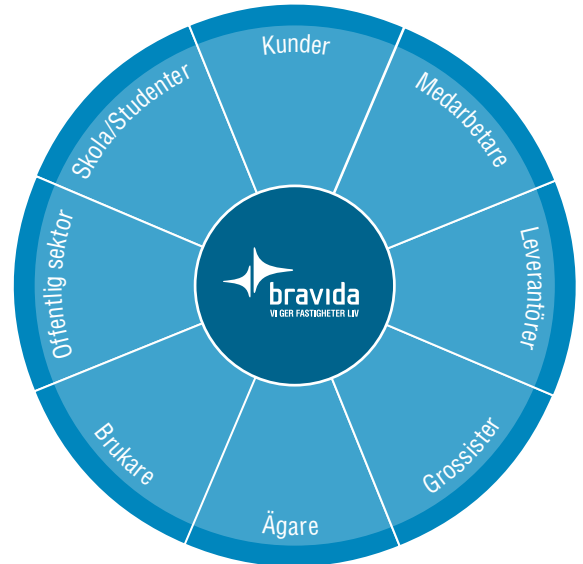 Kunder
Medarbetare
Leverantörer
Grossister
Ägare
Brukare
Offentlig sektor
Skola/Studenter
bravida
VI GER FASTIGHETER LIV